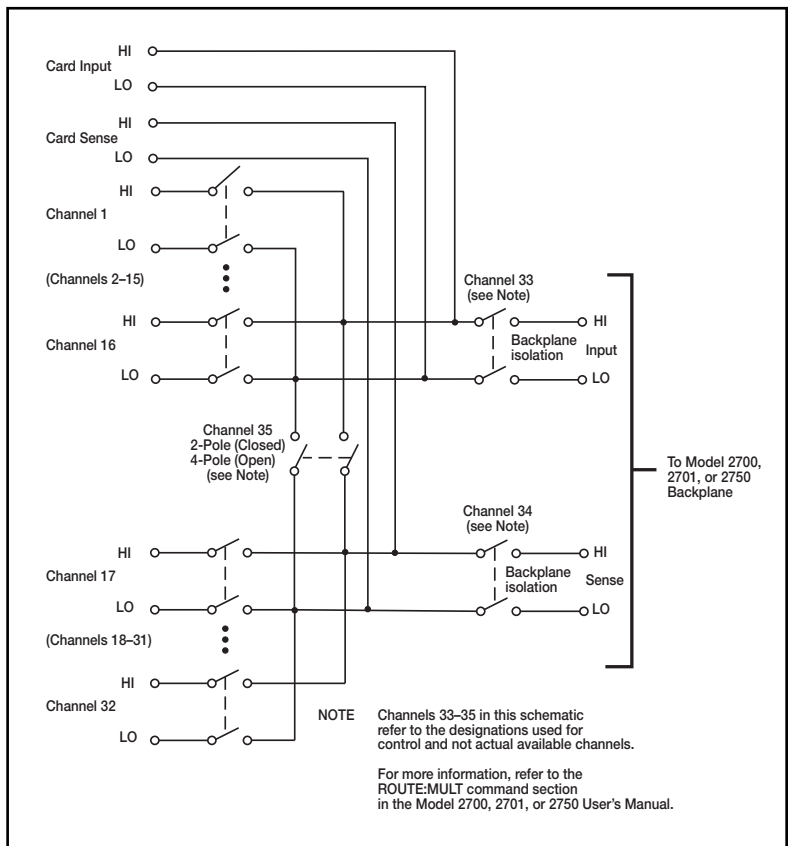 HI
Card Input
LO
HI
Card Sense
LO
HI
Channel 1
LO
(Channels 2–15)
HI
Channel 16
LO
Channel 33
(see Note)
Backplane
isolation
HI
Input
LO
Channel 35
2-Pole (Closed)
4-Pole (Open)
(see Note)
To Model 2700,
2701, or 2750
Backplane
HI
Channel 17
LO
(Channels 18–31)
Channel 34
(see Note)
Backplane
isolation
HI
Sense
LO
HI
Channel 32
LO
NOTE Channels 33–35 in this schematic
refer to the designations used for
control and not actual available channels.
For more information, refer to the
ROUTE:MULT command section
in the Model 2700, 2701, or 2750 User's Manual.